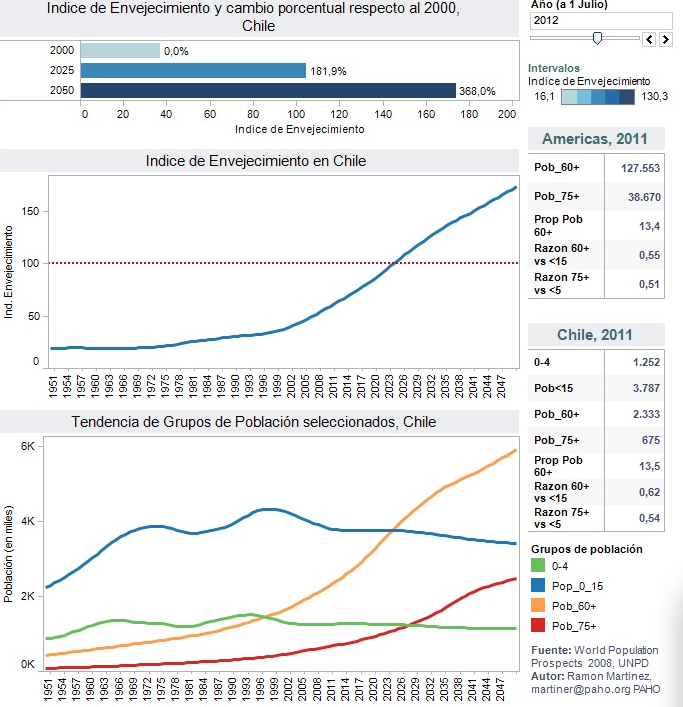 Indice de Envejecimiento y cambio porcentual respecto al 2000,
Chile
2000
0,0%
2025
181,9%
2050
368,0%
0 20 40 60 80 100 120 140 160 180 200
Indice de Envejecimiento
Indice de Envejecimiento en Chile
Ind. Envejecimiento
150
100
50
0
1951 1954 1957 1960 1963 1966 1969 1972 1975 1978 1981 1984 1987 1990 1993 1996 1999 2002 2005 2008 2011 2014 2017 2020 2023 2026 2029 2032 2035 2038 2041 2044 2047
Tendencia de Grupos de Población seleccionados, Chile
Población (en miles)
6K
4K
2K
0K
1951 1954 1957 1960 1963 1966 1969 1972 1975 1978 1981 1984 1987 1990 1993 1996 1999 2002 2005 2008 2011 2014 2017 2020 2023 2026 2029 2032 2035 2038 2041 2044 2047
Año (a 1 Julio)
2012
Intervalos
Indice de Envejecimiento
16,1 130,3
Americas, 2011
Pob_60+ 127.553
Pob_75+ 38.670
Prop Pob
60+ 13,4
Razon 60+
vs <15 0,55
Razon 75+
vs <5 0,51
Chile, 2011
0-4 1.252
Pob<15 3.787
Pob_60+ 2.333
Pob_75+ 675
Prop Pob
60+ 13,5
Razon 60+
vs <15 0,62
Razon 75+
vs <5 0,54
Grupos de población
0-4
Pop_0_15
Pob_60+
Pob_75+
Fuente: World Population
Prospects 2008, UNPD
Autor: Ramon Martinez,
martiner@paho.org PAHO